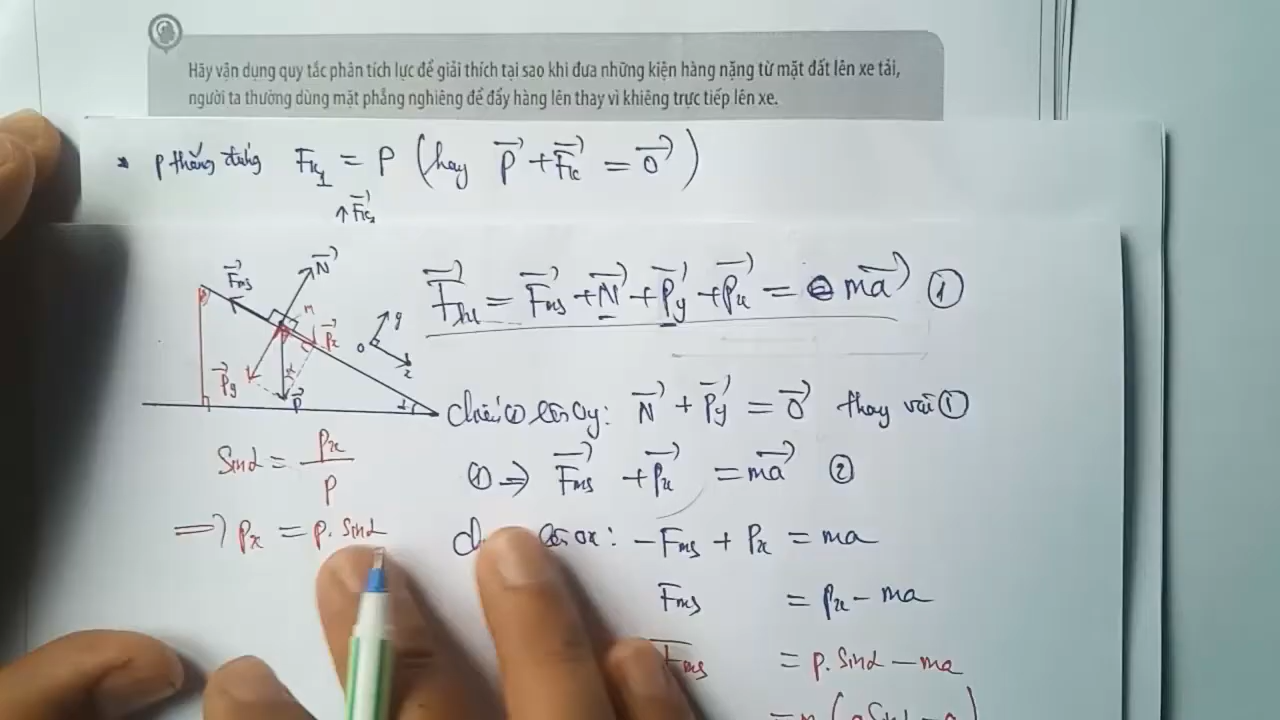 Hãy vận dụng quy tắc phân tích lực để giải thích tại sao khi đưa những kiện hàng nặng từ mặt đất lên xe tải,
người ta thường dùng mặt phẳng nghiêng để đẩy hàng lên thay vì khiêng trực tiếp lên xe.
P thẳng đứng Fk₁ = P (hay P⃗ + F⃗k = 0⃗)
↑F⃗k₁
F⃗hl = F⃗ms + N⃗ + P⃗y + P⃗x = ma⃗ ①
F⃗ms N⃗ m P⃗x y O x P⃗y α P⃗ α
chiếu ① lên Oy: N⃗ + P⃗y = 0⃗ thay vào ①
Sinα = Px / P
① ⇒ F⃗ms + P⃗x = ma⃗ ②
⇒ Px = P.Sinα
lên ox: -Fms + Px = ma
Fms = Px - ma
Fms = P.Sinα - ma